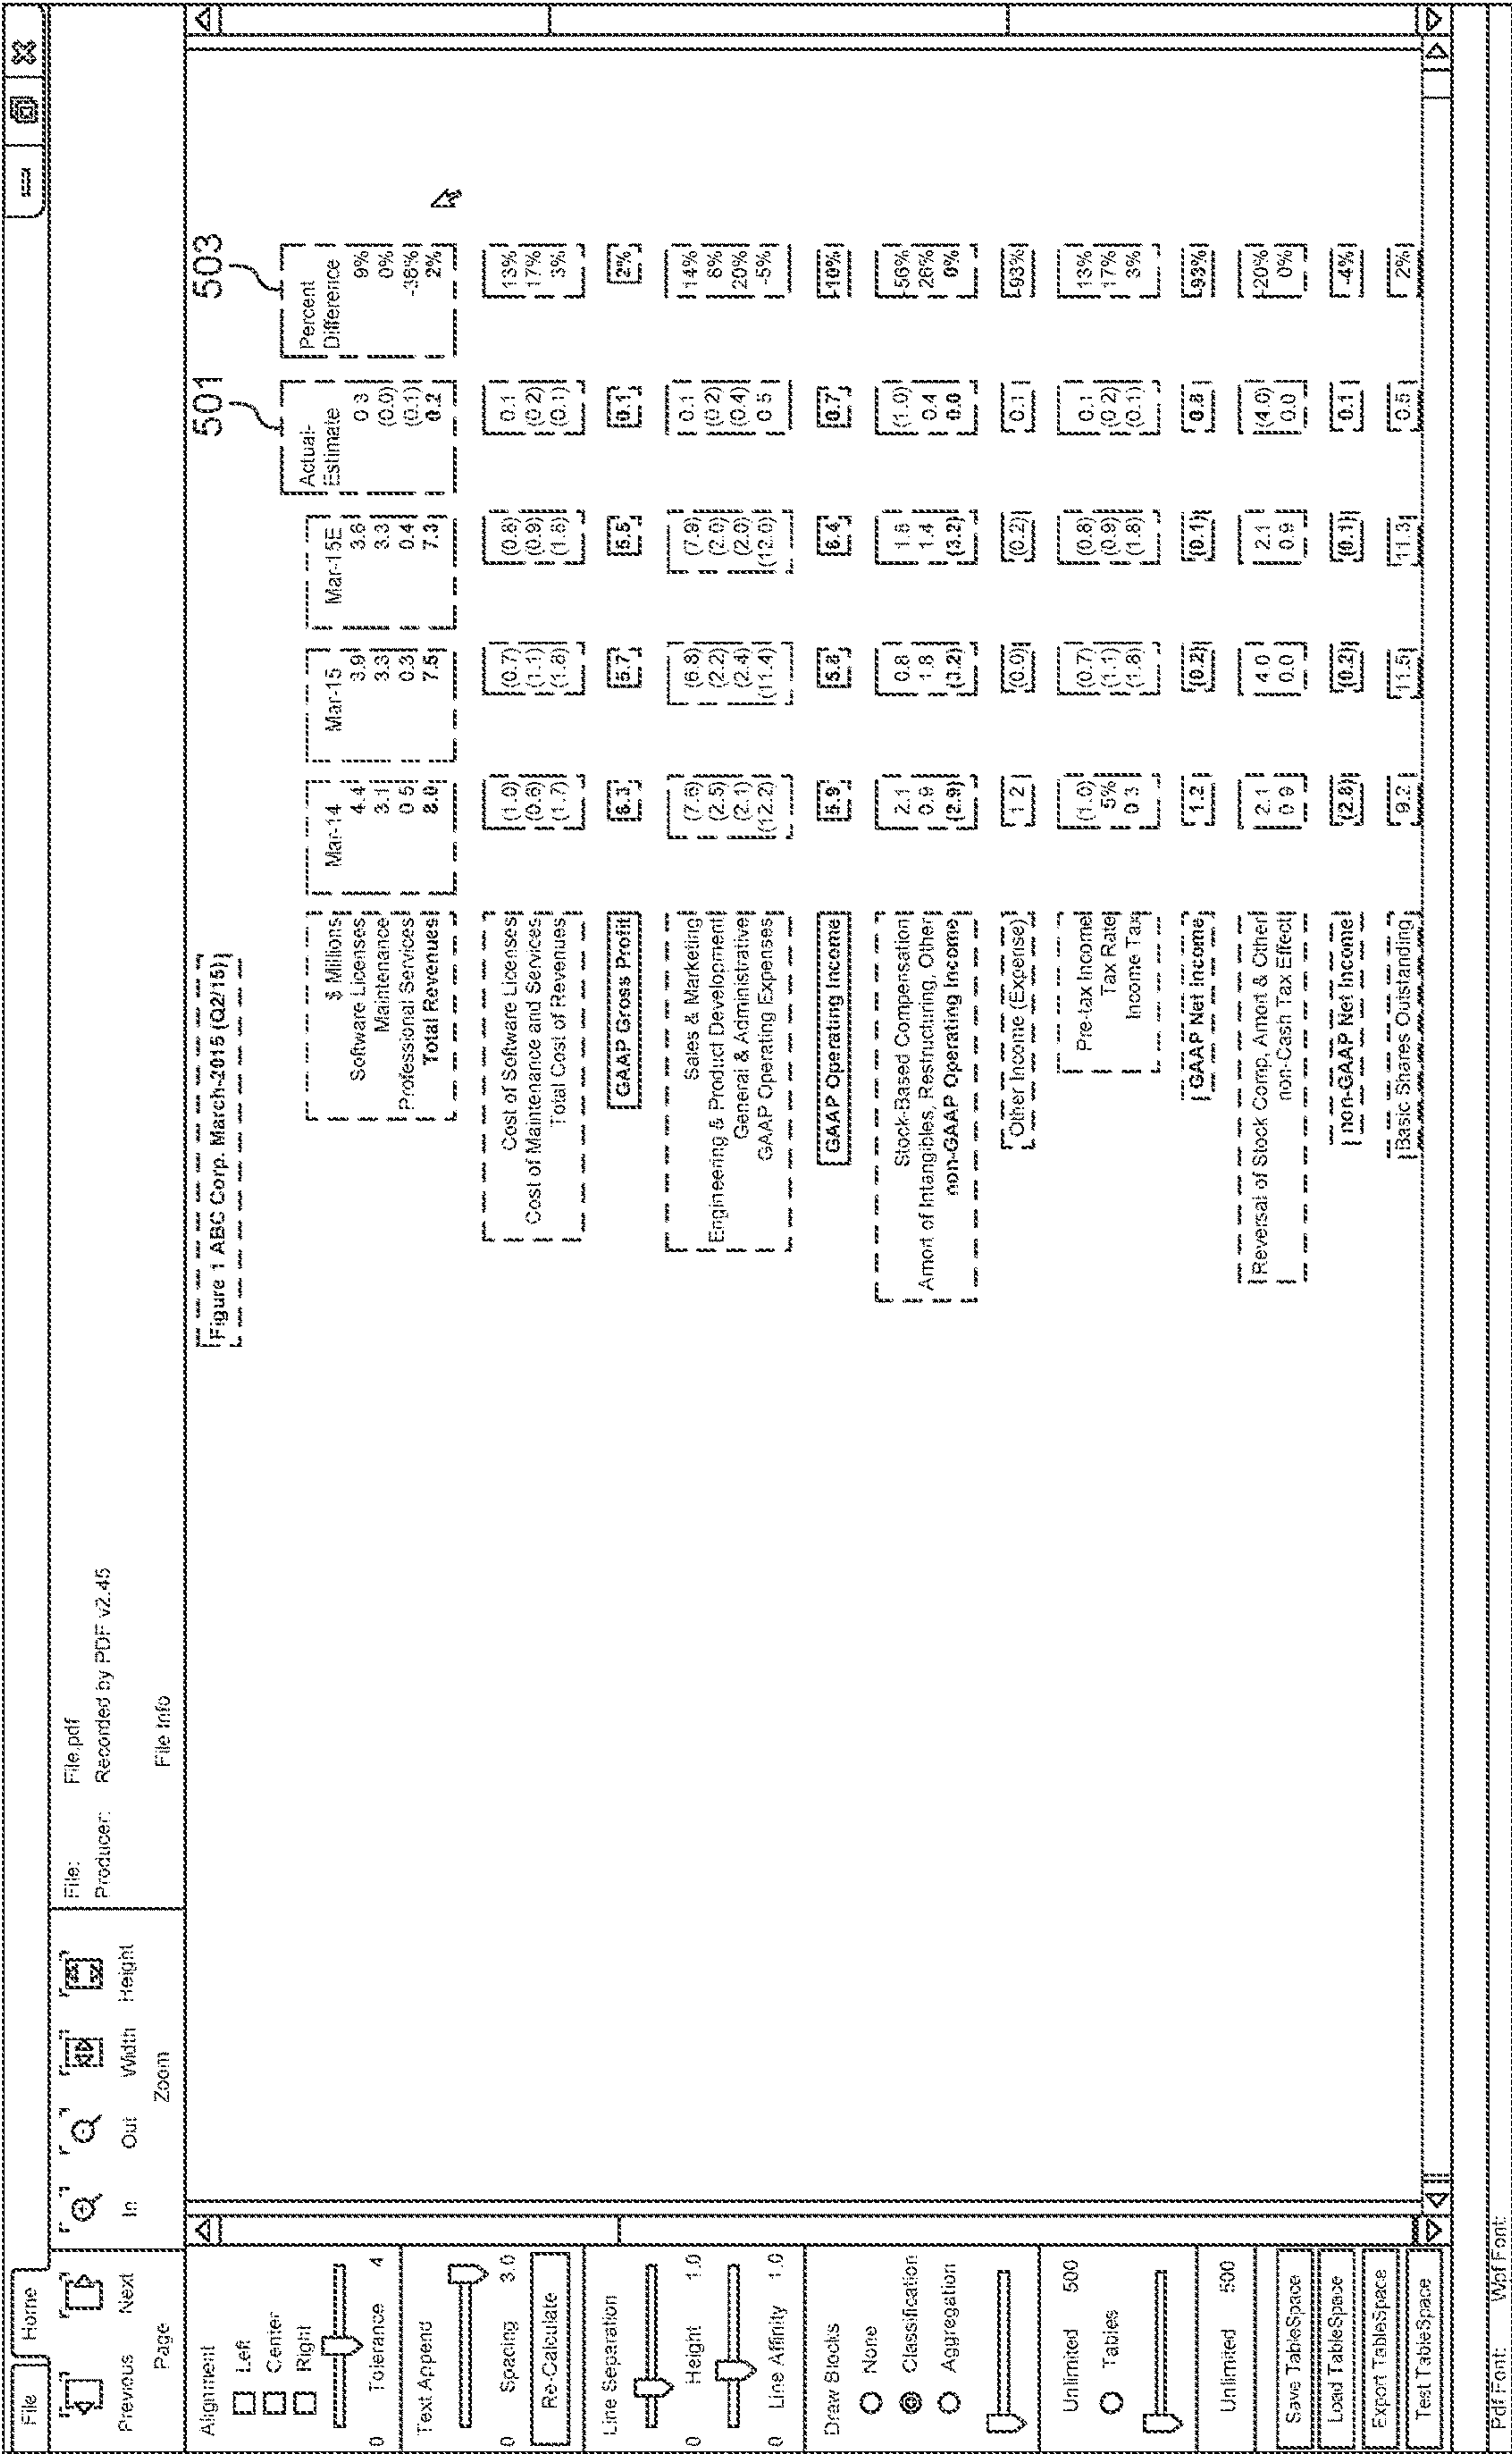 File Home
Previous Next
Page
In Out Width Height
Zoom
File: File.pdf
Producer: Recorded by PDF v2.45
File Info
Alignment
Left
Center
Right
0 Tolerance 4
Text Append
0 Spacing 3.0
Re-Calculate
Line Separation
0 Height 1.0
0 Line Affinity 1.0
Draw Blocks
None
Classification
Aggregation
Unlimited 500
Tables
Unlimited 500
Save TableSpace
Load TableSpace
Export TableSpace
Test TableSpace
Figure 1 ABC Corp. March-2015 (Q2/15)
501 503
Actual- Percent
$ Millions Mar-14 Mar-15 Mar-15E Estimate Difference
Software Licenses 4.4 3.9 3.6 0.3 9%
Maintenance 3.1 3.3 3.3 (0.0) 0%
Professional Services 0.5 0.3 0.4 (0.1) -38%
Total Revenues 8.0 7.5 7.3 0.2 2%
Cost of Software Licenses (1.0) (0.7) (0.8) 0.1 13%
Cost of Maintenance and Services (0.6) (1.1) (0.9) (0.2) 17%
Total Cost of Revenues (1.7) (1.8) (1.8) (0.1) 3%
GAAP Gross Profit 6.3 5.7 5.5 0.1 2%
Sales & Marketing (7.6) (6.8) (7.9) 0.1 14%
Engineering & Product Development (2.5) (2.2) (2.0) (0.2) 8%
General & Administrative (2.1) (2.4) (2.0) (0.4) 20%
GAAP Operating Expenses (12.2) (11.4) (12.0) 0.5 -5%
GAAP Operating Income 5.9 5.8 6.4 0.7 -10%
Stock-Based Compensation 2.1 0.8 1.8 (1.0) -56%
Amort of Intangibles, Restructuring, Other 0.9 1.8 1.4 0.4 26%
non-GAAP Operating Income (2.9) (3.2) (3.2) 0.0 0%
Other Income (Expense) 1.2 (0.0) (0.2) 0.1 -93%
Pre-tax Income (1.0) (0.7) (0.8) 0.1 13%
Tax Rate 5% (1.1) (0.9) (0.2) 17%
Income Tax 0.3 (1.8) (1.8) (0.1) 3%
GAAP Net Income 1.2 (0.2) (0.1) 0.8 -93%
Reversal of Stock Comp, Amort & Other 2.1 4.0 2.1 (4.0) -20%
non-Cash Tax Effect 0.9 0.0 0.9 0.0 0%
non-GAAP Net Income (2.8) (0.2) (0.1) 0.1 -4%
Basic Shares Outstanding 9.2 11.5 11.3 0.5 2%
Pdf Font: Wpf Font: